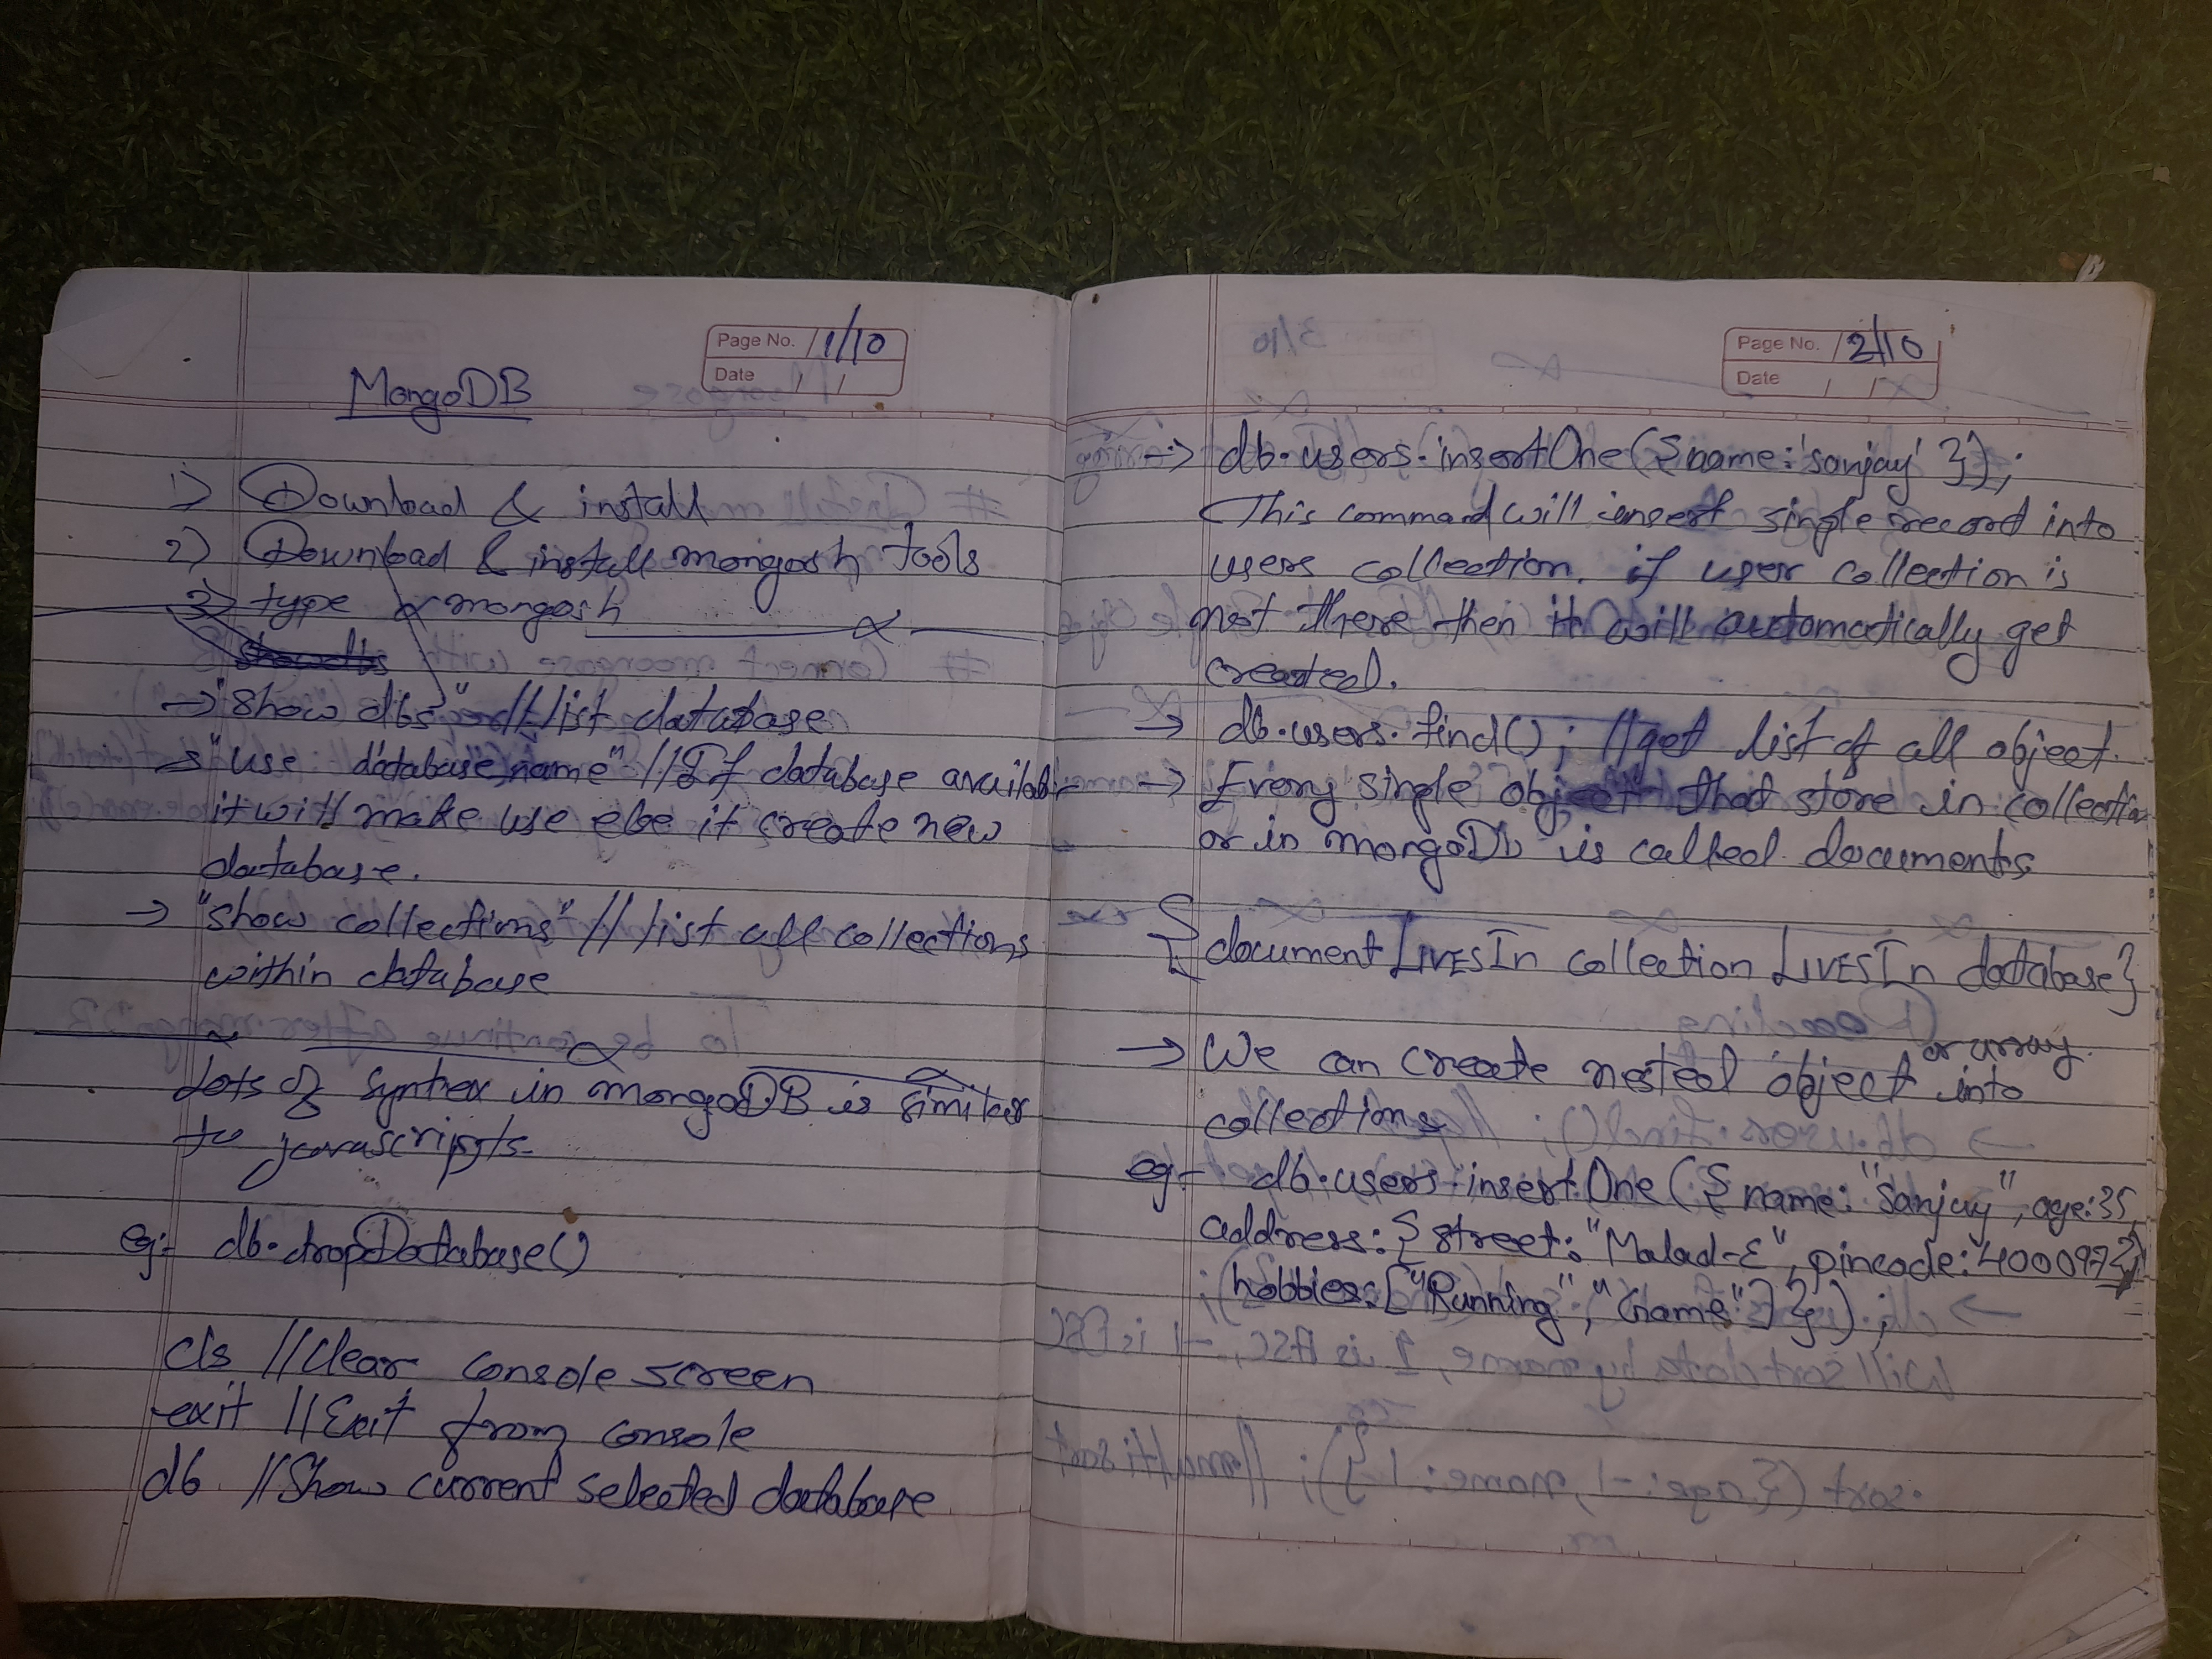 Page No. 1/10
Date
MongoDB
1) Download & install
2) Download & install mongosh Tools
3) type mongosh
→ "show dbs" // list database
→ "use database name" // If database available
it will make use else it create new
database.
→ "show collections" // list all collections
within database
lots of syntax in mongoDB is similar
to javascripts.
eg:- db.dropDatabase()
cls // Clear console screen
exit // Exit from console
db // Show current selected database
Page No. 2/10
Date
→ db.users.insertOne({name:'sanjay'});
(This command will insert single record into
users collection, if user collection is
not there then it will automatically get
created.
→ db.users.find(); // get list of all object.
→ Every single object that store in collection
or in mongoDB is called documents
{document LIVES In collection LIVES In database}
or array.
→ We can create nested object into
collections
eg:- db.users.insertOne({name:"Sanjay", age:35
address:{street:"Malad-E", pincode:400097},
hobbies:["Running", "Game"]});